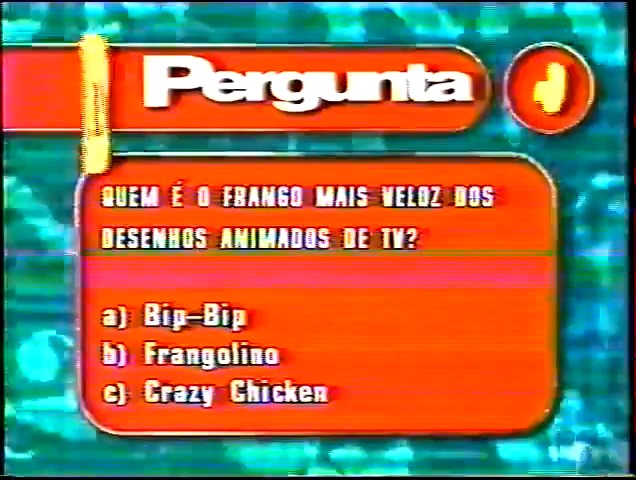 Pergunta
QUEM É O FRANGO MAIS VELOZ DOS
DESENHOS ANIMADOS DE TV?
a) Bip-Bip
b) Frangolino
c) Crazy Chicken